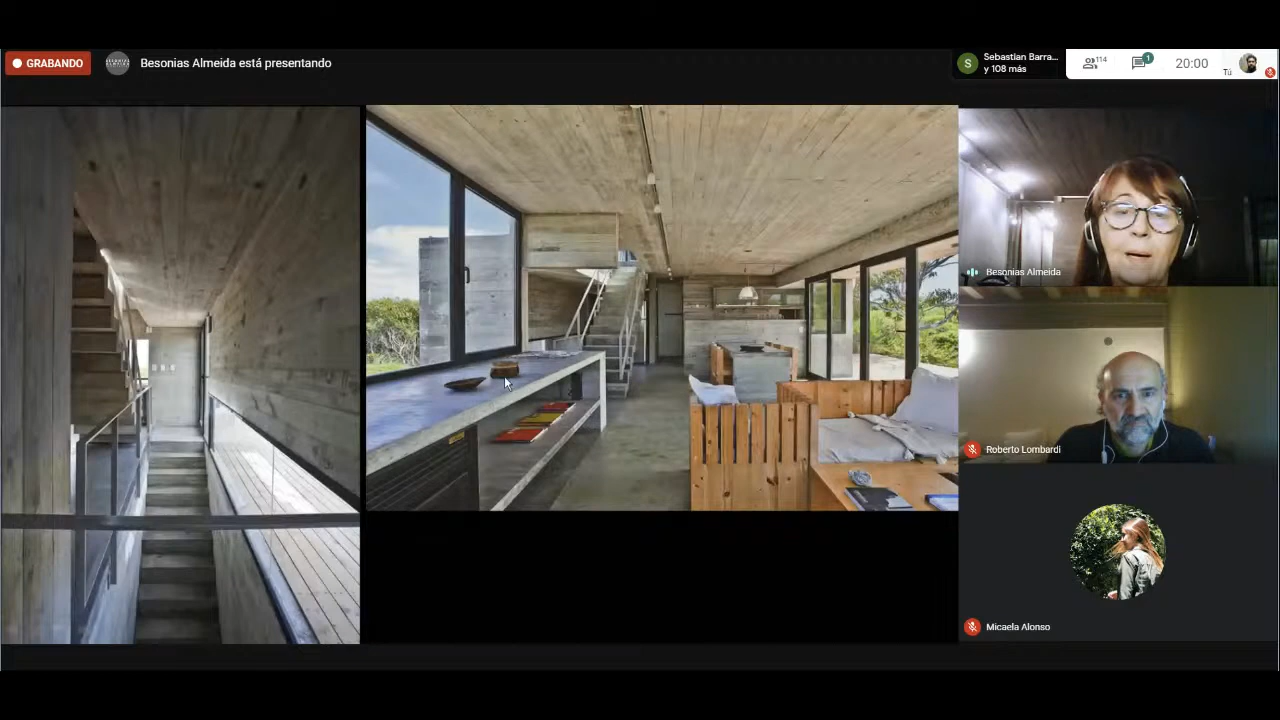 GRABANDO
Besonias Almeida está presentando
Sebastian Barra...
y 108 más
114
1
20:00
Tú
S
Besonias Almeida
Roberto Lombardi
Micaela Alonso